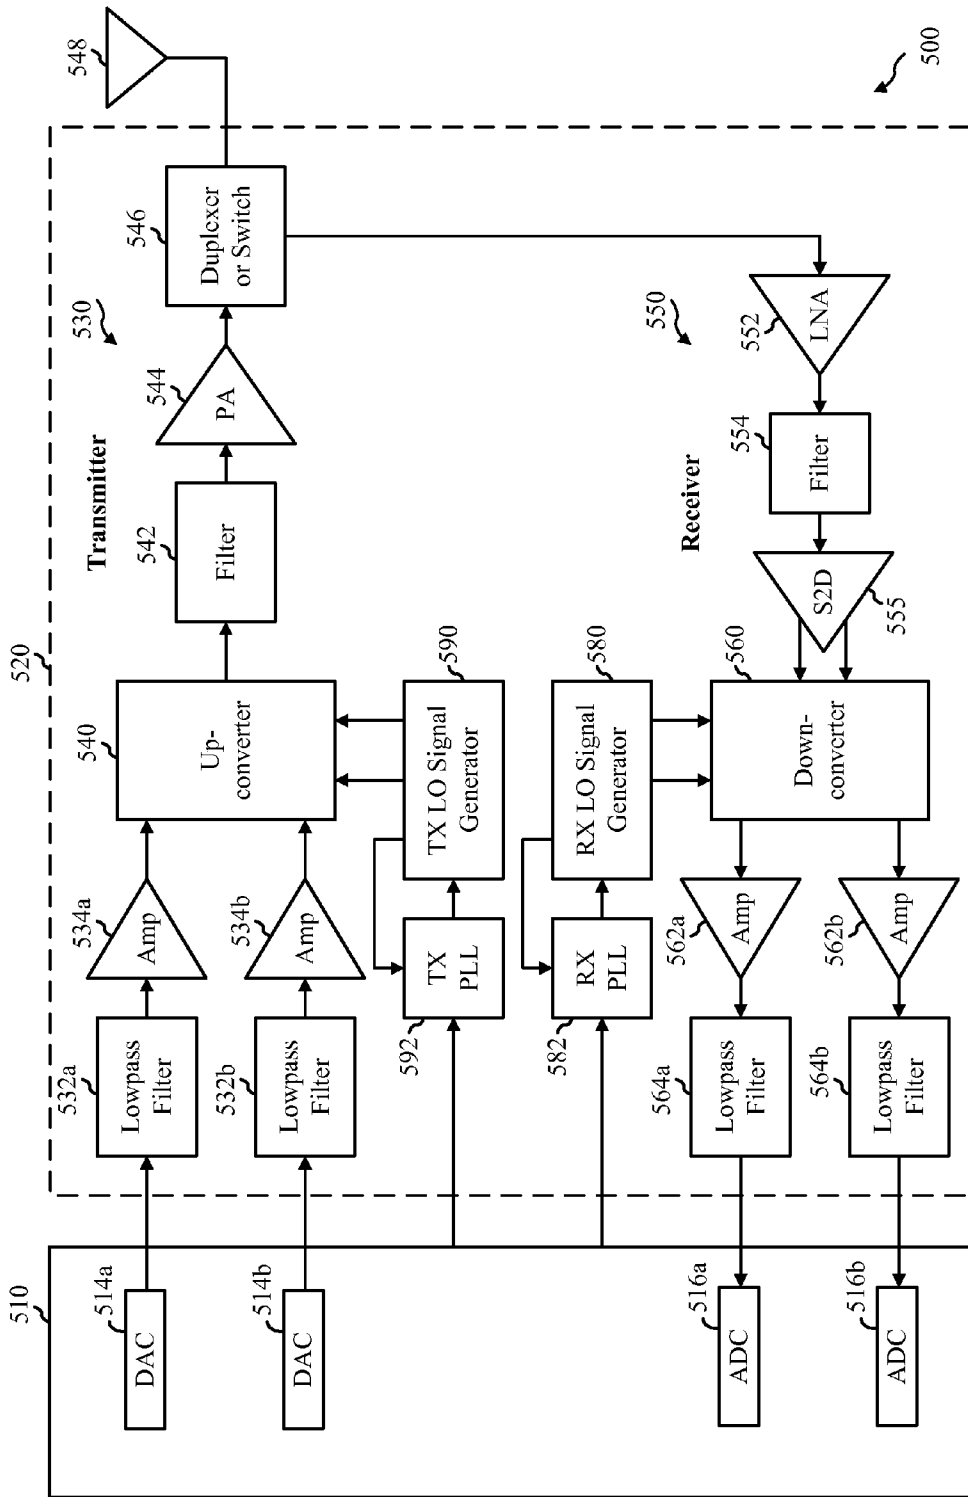 510
DAC
514a
DAC
514b
ADC
516a
ADC
516b
520
532a
Lowpass
Filter
534a
Amp
532b
Lowpass
Filter
534b
Amp
540
Up-
converter
Transmitter
530
542
Filter
544
PA
546
Duplexer
or Switch
548
592
TX
PLL
590
TX LO Signal
Generator
582
RX
PLL
580
RX LO Signal
Generator
Receiver
550
552
LNA
554
Filter
S2D
555
560
Down-
converter
562a
Amp
564a
Lowpass
Filter
562b
Amp
564b
Lowpass
Filter
500